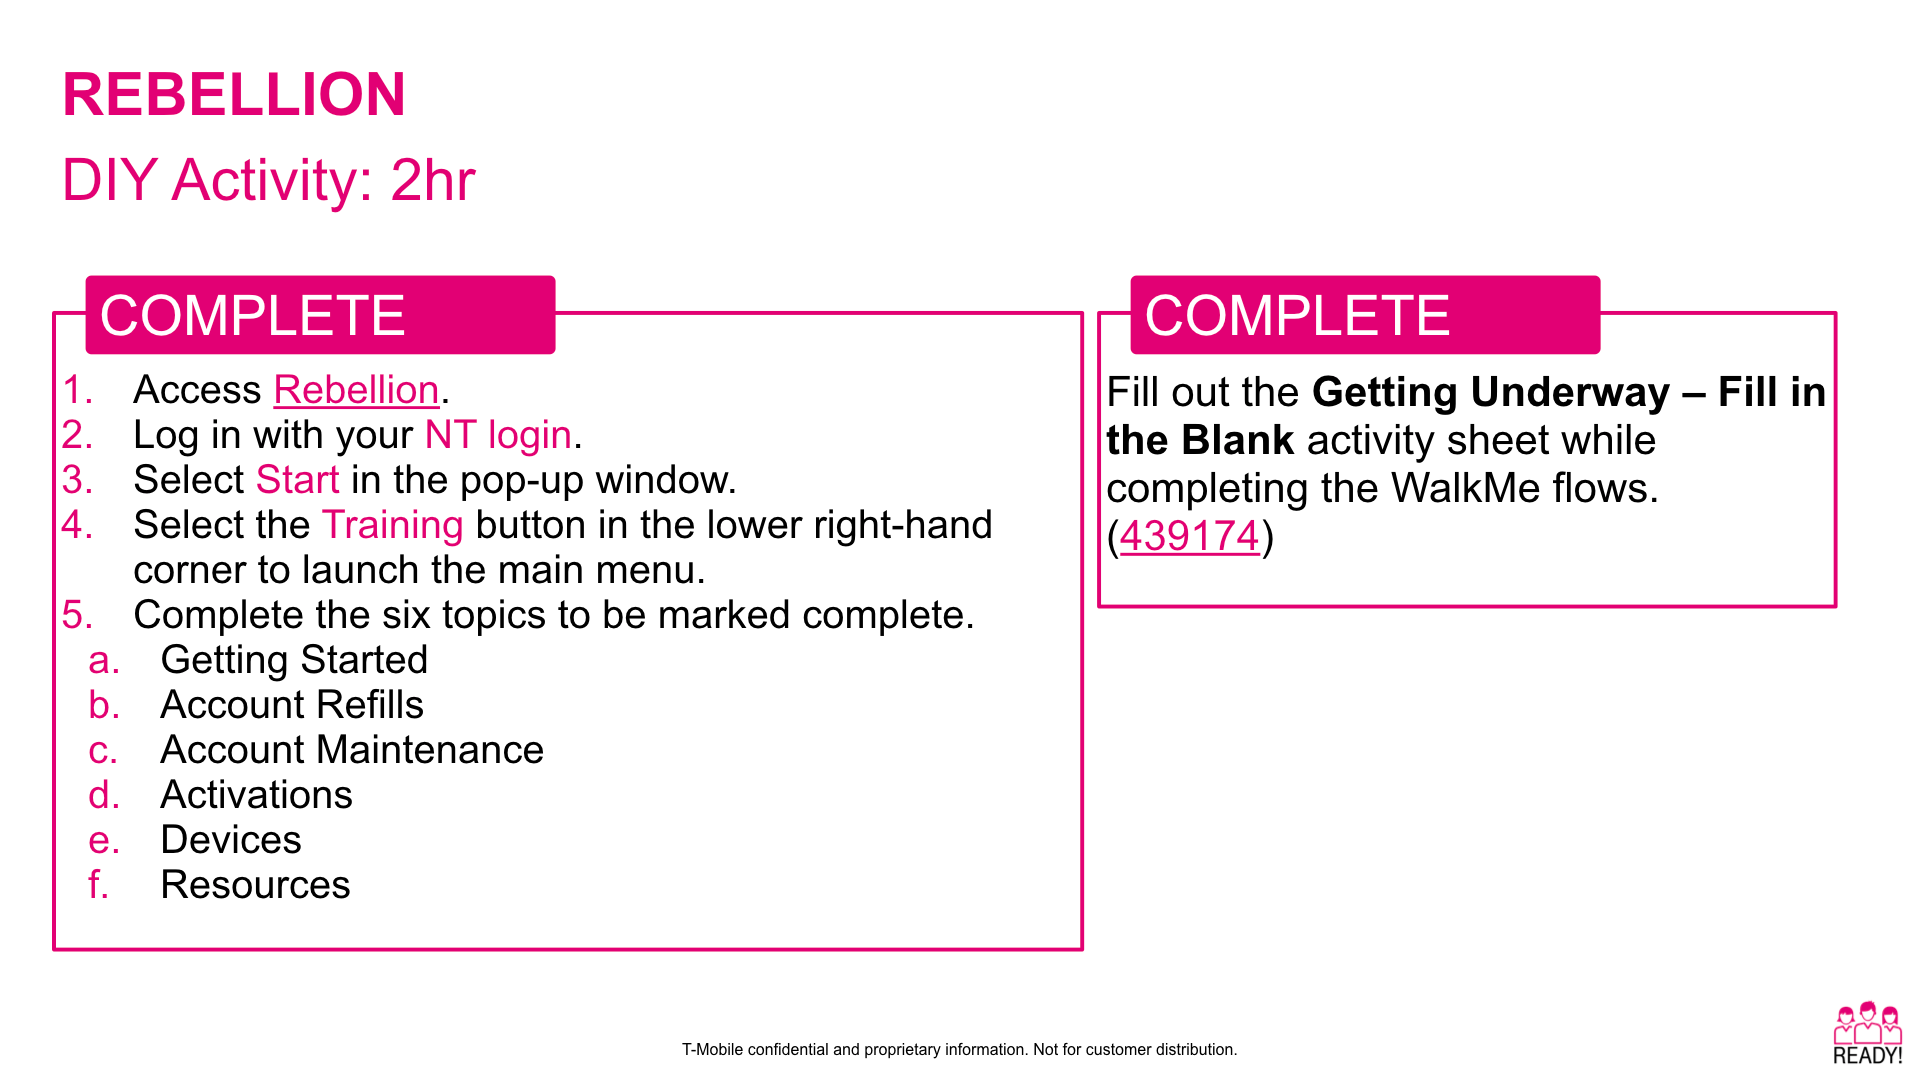 REBELLION
DIY Activity: 2hr
COMPLETE
1. Access Rebellion.
2. Log in with your NT login.
3. Select Start in the pop-up window.
4. Select the Training button in the lower right-hand
corner to launch the main menu.
5. Complete the six topics to be marked complete.
a. Getting Started
b. Account Refills
c. Account Maintenance
d. Activations
e. Devices
f. Resources
COMPLETE
Fill out the Getting Underway – Fill in
the Blank activity sheet while
completing the WalkMe flows.
(439174)
T-Mobile confidential and proprietary information. Not for customer distribution.
READY!